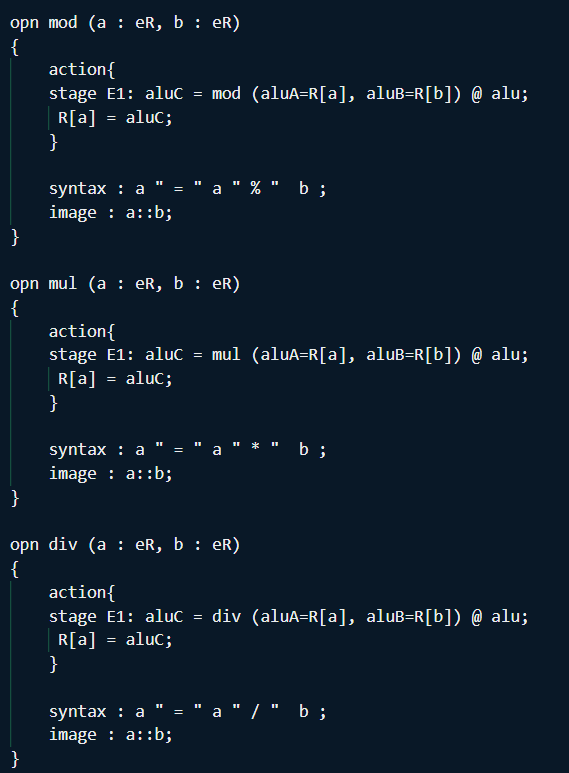 opn mod (a : eR, b : eR)
{
    action{
    stage E1: aluC = mod (aluA=R[a], aluB=R[b]) @ alu;
     R[a] = aluC;
    }

    syntax : a " = " a " % "  b ;
    image : a::b;
}

opn mul (a : eR, b : eR)
{
    action{
    stage E1: aluC = mul (aluA=R[a], aluB=R[b]) @ alu;
     R[a] = aluC;
    }

    syntax : a " = " a " * "  b ;
    image : a::b;
}

opn div (a : eR, b : eR)
{
    action{
    stage E1: aluC = div (aluA=R[a], aluB=R[b]) @ alu;
     R[a] = aluC;
    }

    syntax : a " = " a " / "  b ;
    image : a::b;
}